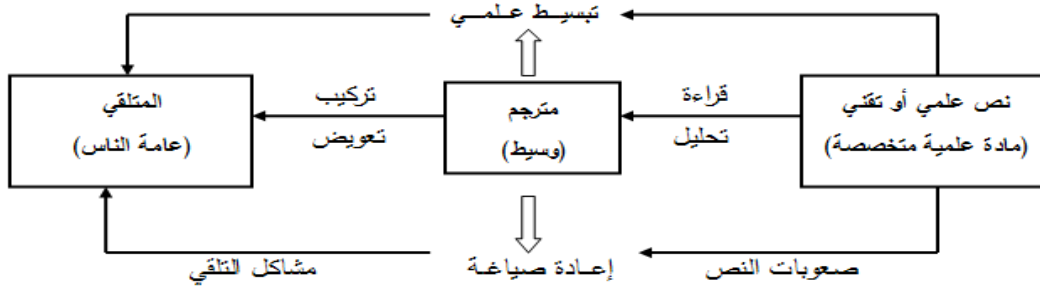 تبسيط علمي
نص علمي أو تقني
(مادة علمية متخصصة)
قراءة
تحليل
مترجم
(وسيط)
تركيب
تعويض
المتلقي
(عامة الناس)
صعوبات النص
إعادة صياغة
مشاكل التلقي